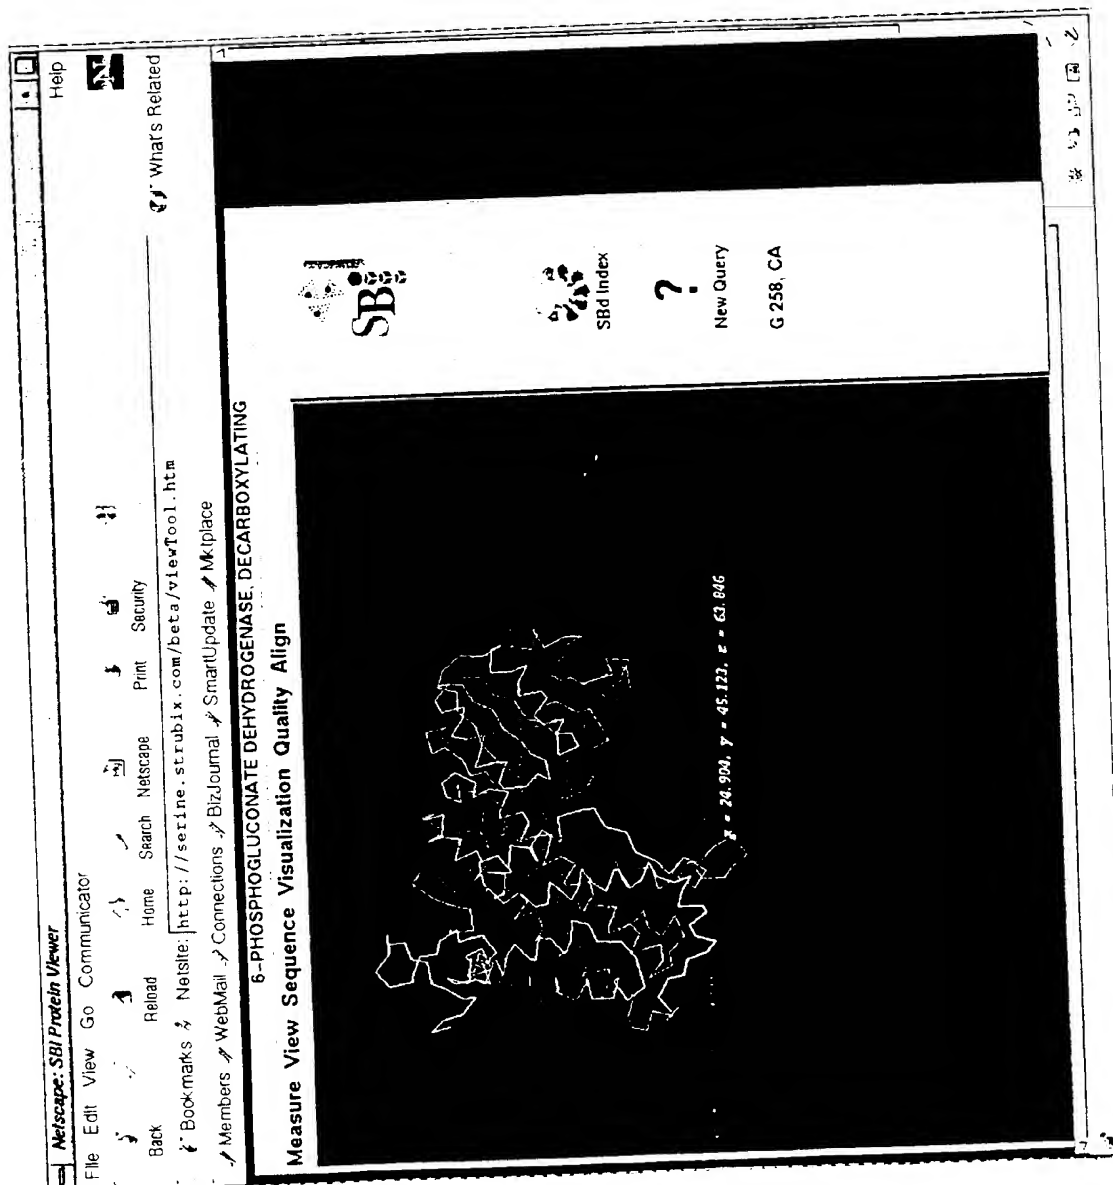 Netscape: SBI Protein Viewer
File Edit View Go Communicator Help
Back Reload Home Search Netscape Print Security
Bookmarks Netsite: http://serine.strubix.com/beta/viewTool.htm What's Related
Members WebMail Connections BizJournal SmartUpdate Mktplace
6-PHOSPHOGLUCONATE DEHYDROGENASE, DECARBOXYLATING
Measure View Sequence Visualization Quality Align
SB
SBd Index
?
New Query
G 258, CA
x = 24.904, y = 45.123, z = 63.846